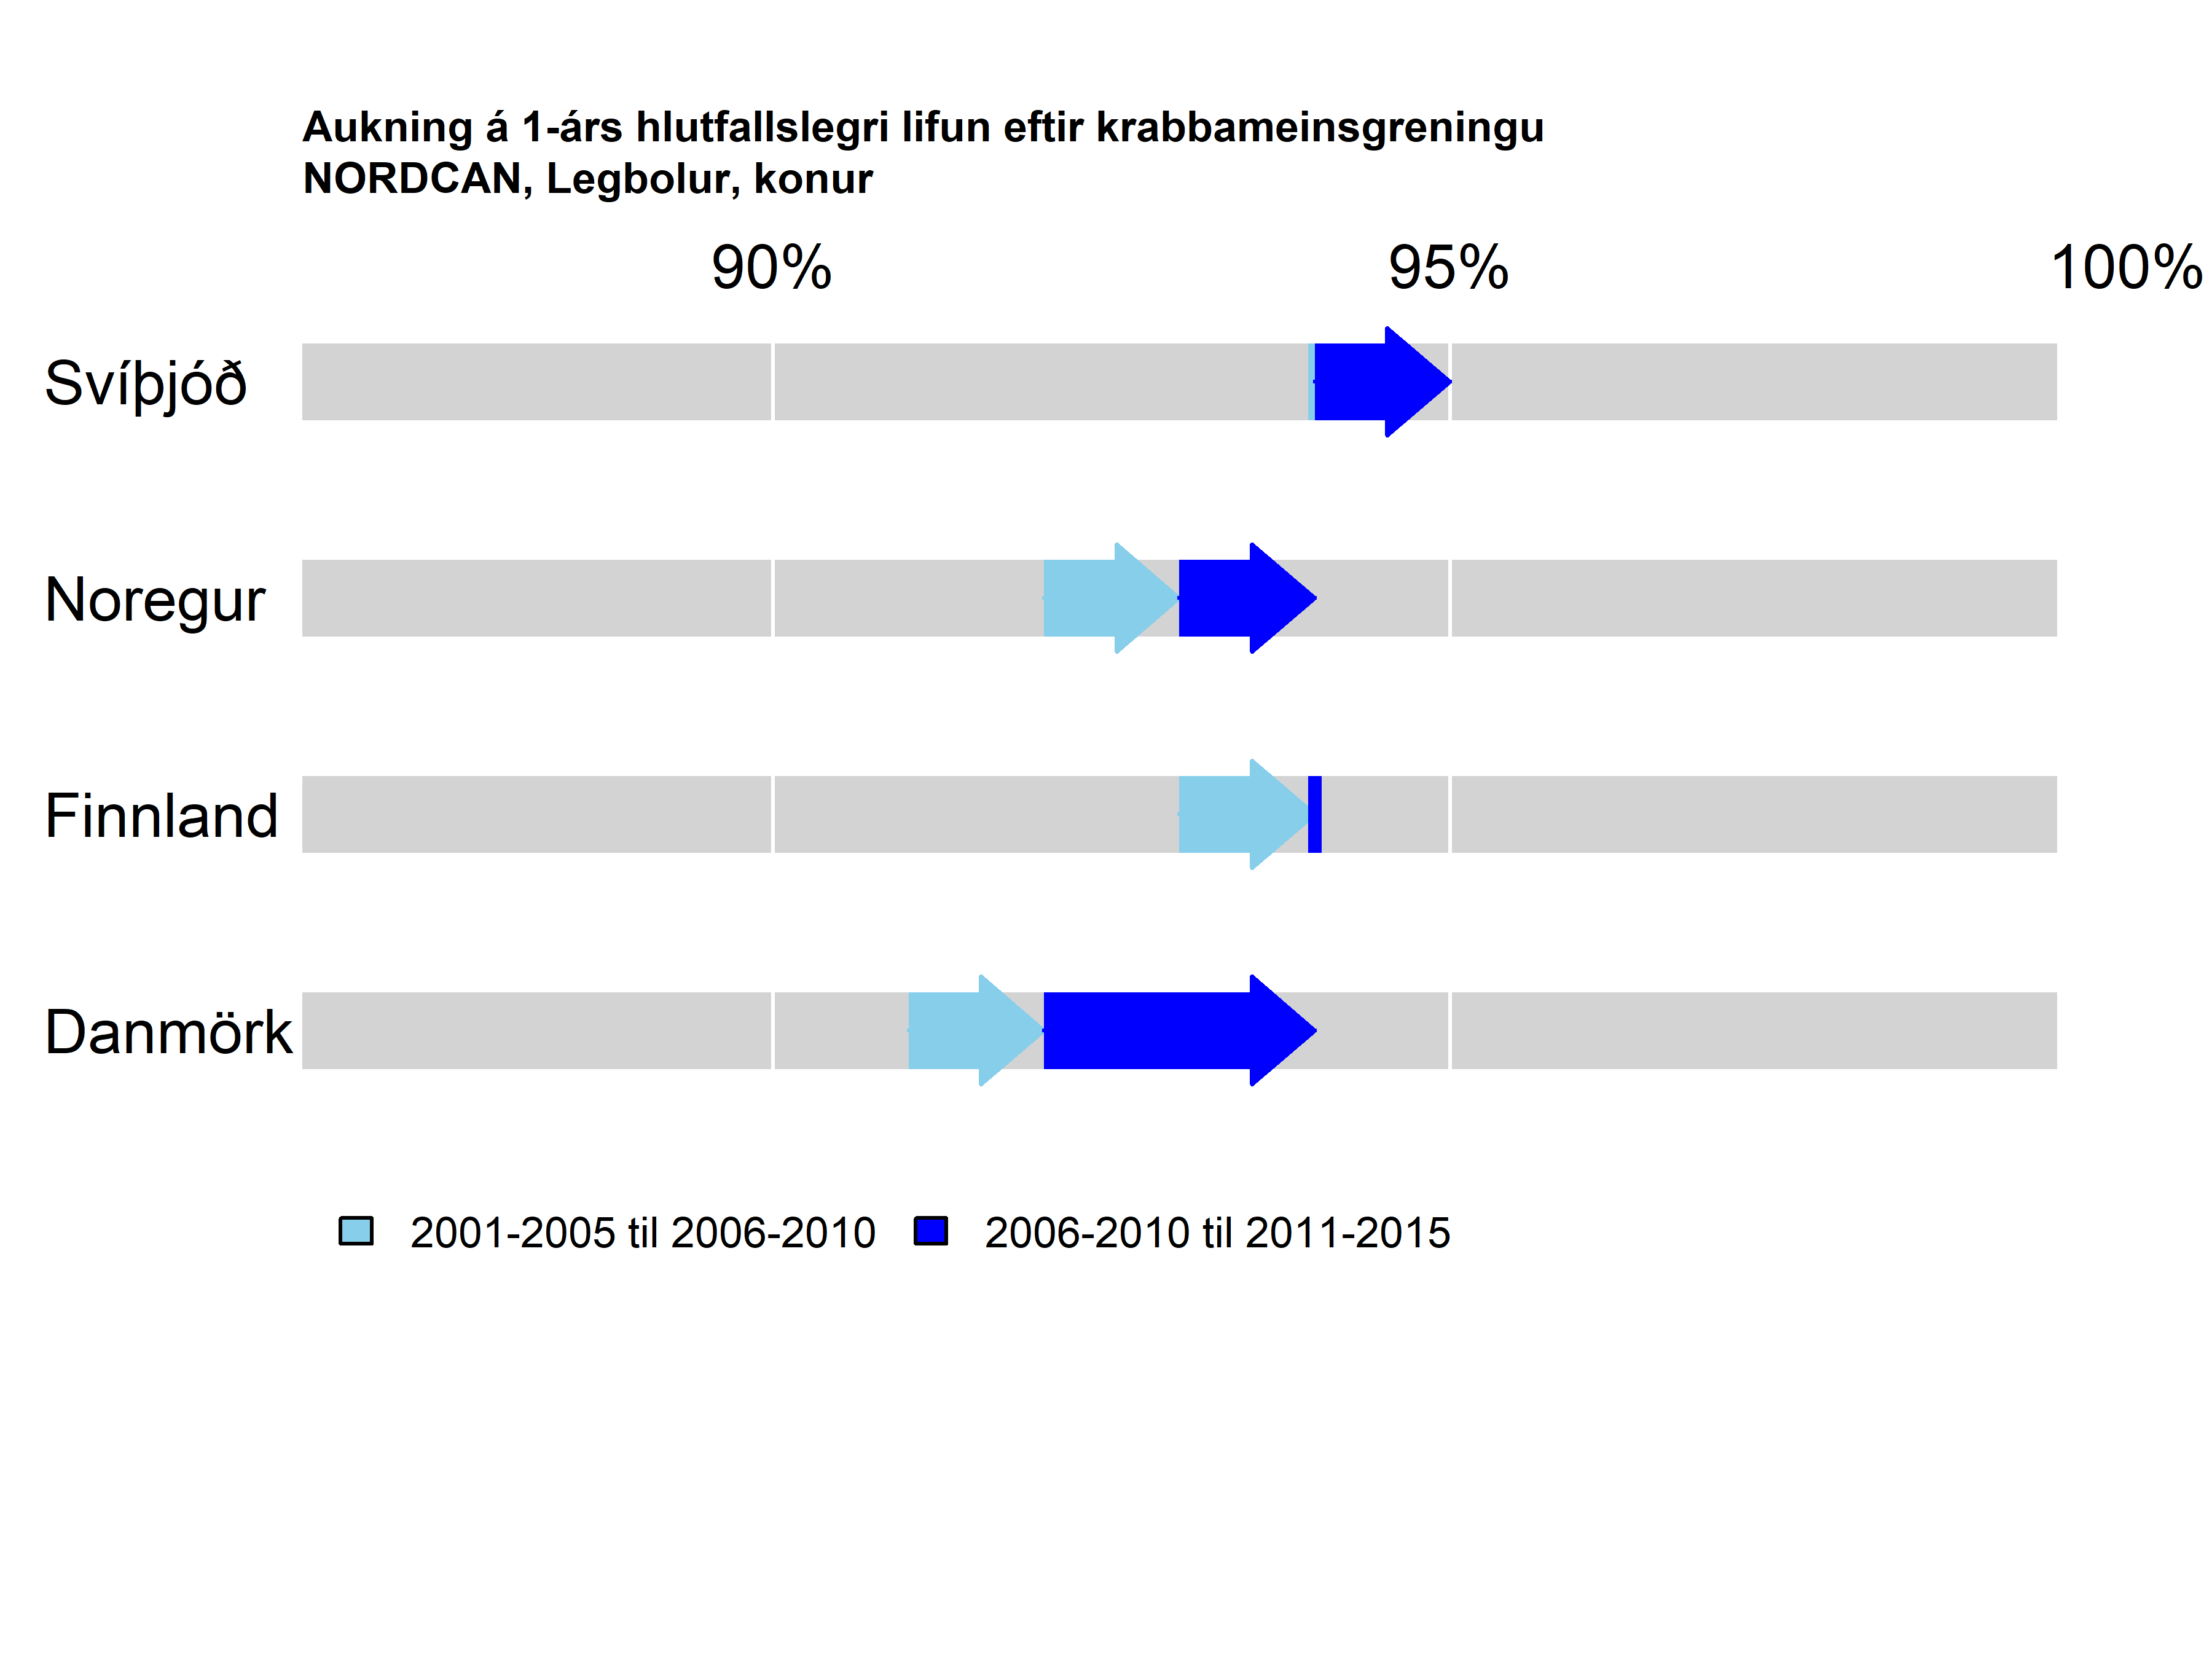 Aukning á 1-árs hlutfallslegri lifun eftir krabbameinsgreningu
NORDCAN, Legbolur, konur
90% 95% 100%
Svíþjóð
Noregur
Finnland
Danmörk
2001-2005 til 2006-2010 2006-2010 til 2011-2015